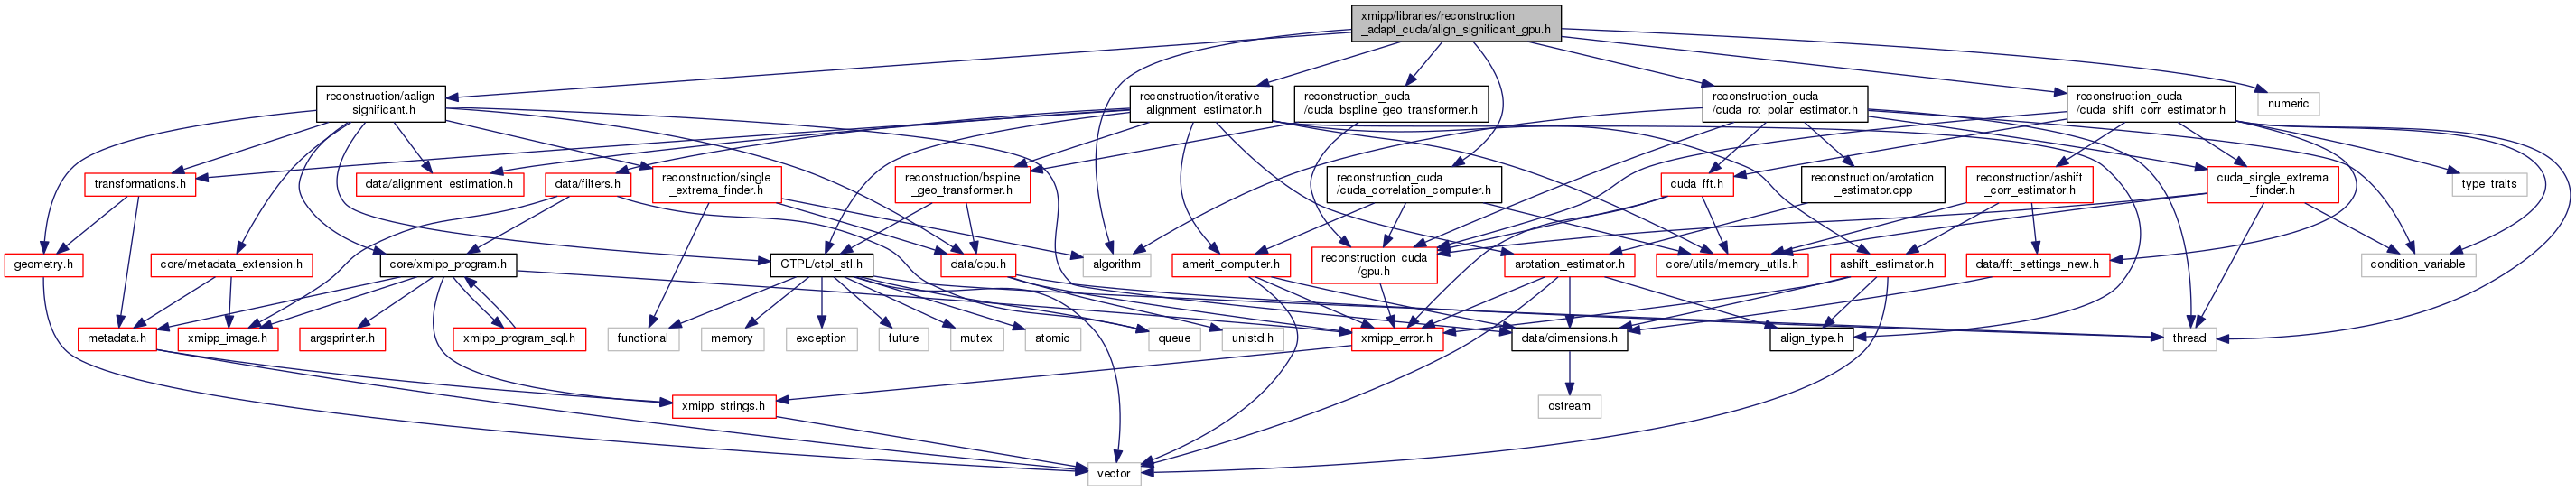 xmipp/libraries/reconstruction
_adapt_cuda/align_significant_gpu.h
reconstruction/aalign
_significant.h
reconstruction/iterative
_alignment_estimator.h
reconstruction_cuda
/cuda_bspline_geo_transformer.h
reconstruction_cuda
/cuda_rot_polar_estimator.h
reconstruction_cuda
/cuda_shift_corr_estimator.h
numeric
transformations.h
data/alignment_estimation.h
data/filters.h
reconstruction/single
_extrema_finder.h
reconstruction/bspline
_geo_transformer.h
reconstruction_cuda
/cuda_correlation_computer.h
cuda_fft.h
reconstruction/arotation
_estimator.cpp
reconstruction/ashift
_corr_estimator.h
cuda_single_extrema
_finder.h
type_traits
geometry.h
core/metadata_extension.h
core/xmipp_program.h
CTPL/ctpl_stl.h
data/cpu.h
algorithm
amerit_computer.h
reconstruction_cuda
/gpu.h
arotation_estimator.h
core/utils/memory_utils.h
ashift_estimator.h
data/fft_settings_new.h
condition_variable
metadata.h
xmipp_image.h
argsprinter.h
xmipp_program_sql.h
functional
memory
exception
future
mutex
atomic
queue
unistd.h
xmipp_error.h
data/dimensions.h
align_type.h
thread
xmipp_strings.h
ostream
vector